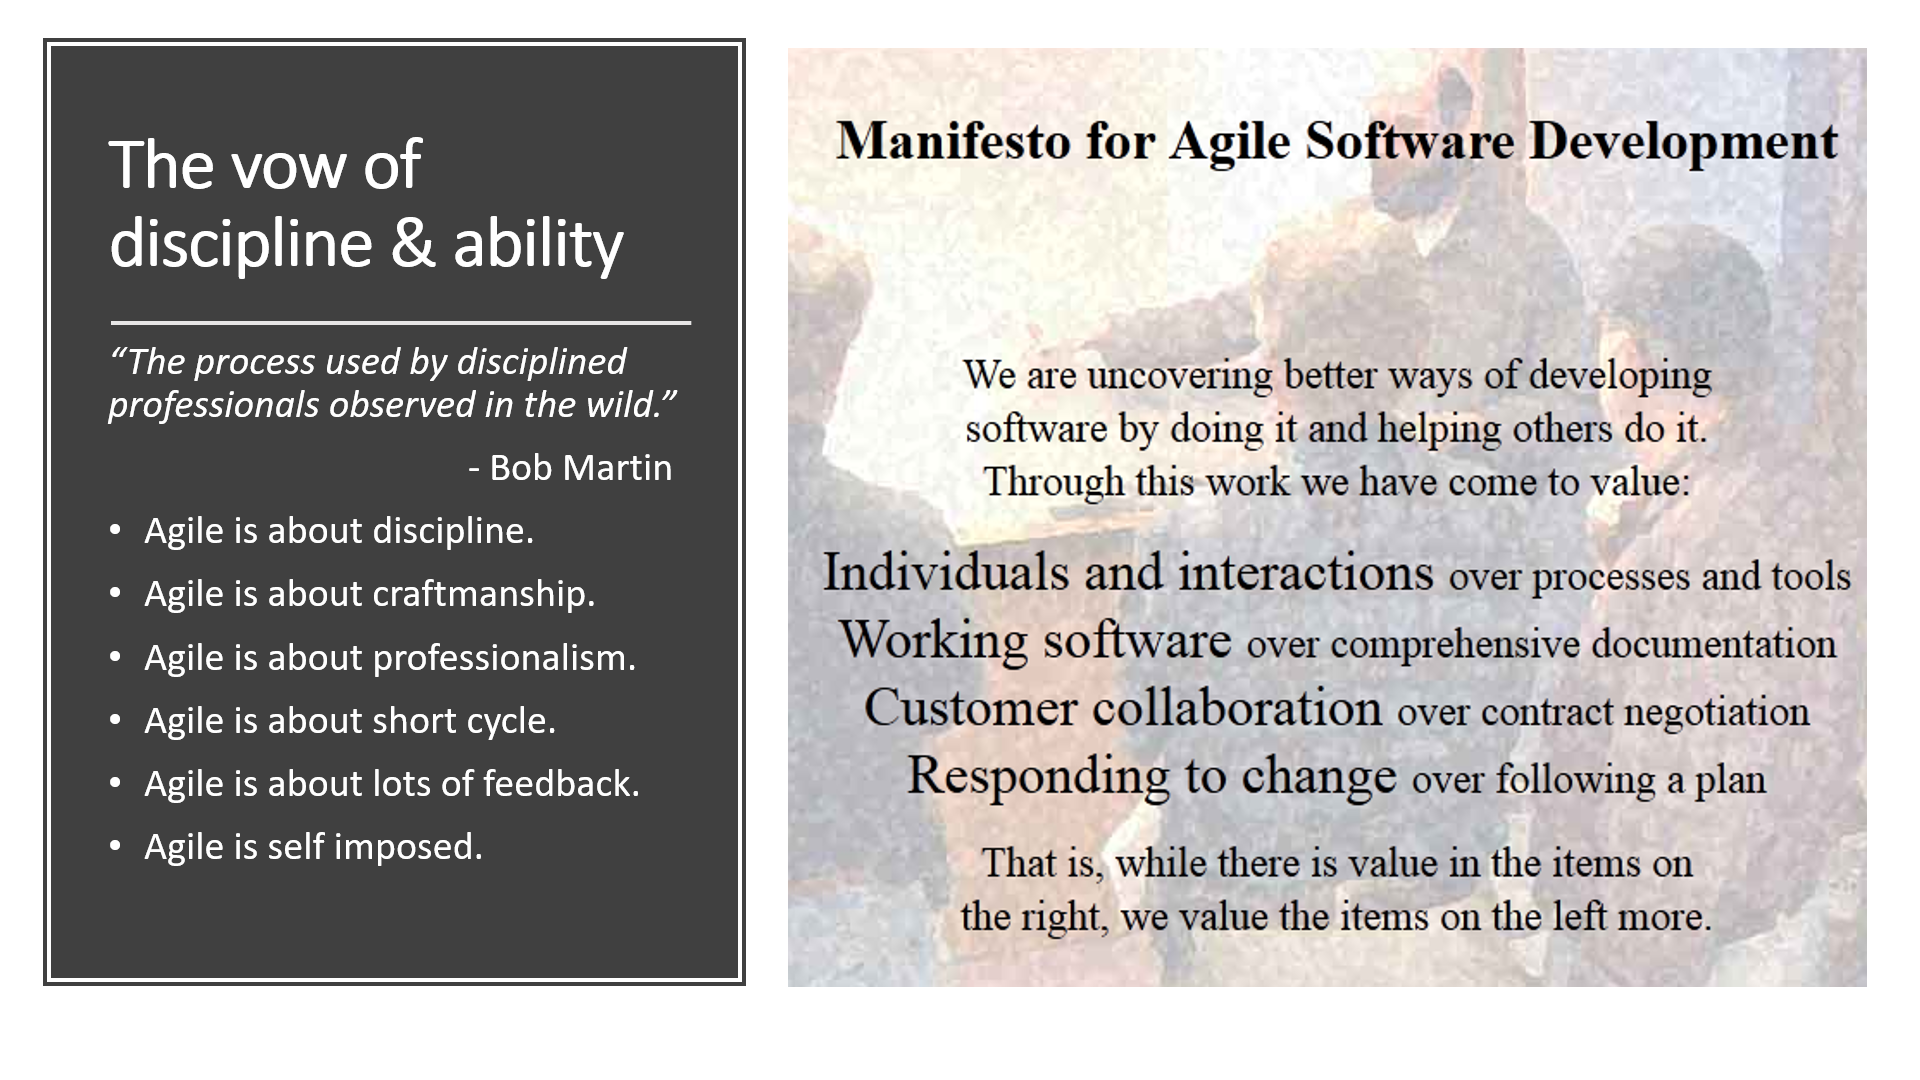 The vow of
discipline & ability
“The process used by disciplined
professionals observed in the wild.”
- Bob Martin
• Agile is about discipline.
• Agile is about craftmanship.
• Agile is about professionalism.
• Agile is about short cycle.
• Agile is about lots of feedback.
• Agile is self imposed.
Manifesto for Agile Software Development
We are uncovering better ways of developing
software by doing it and helping others do it.
Through this work we have come to value:
Individuals and interactions over processes and tools
Working software over comprehensive documentation
Customer collaboration over contract negotiation
Responding to change over following a plan
That is, while there is value in the items on
the right, we value the items on the left more.